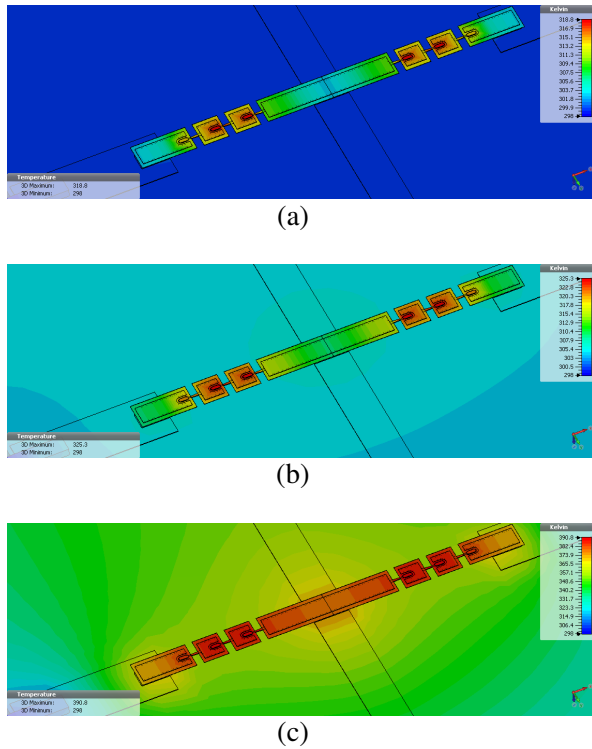 Kelvin
318.8
315.1
313.2
311.3
309.4
307.5
305.6
303.7
301.8
299.9
298
Temperature
3D Maximum: 318.8
3D Minimum: 298
(a)
Kelvin
325.3
322.8
320.3
317.8
315.4
312.9
310.4
307.9
305.4
303
300.5
298
Temperature
3D Maximum: 325.3
3D Minimum: 298
(b)
Kelvin
390.8
382.4
373.9
365.5
357.1
348.6
340.2
331.7
323.3
314.9
306.4
298
Temperature
3D Maximum: 390.8
3D Minimum: 298
(c)